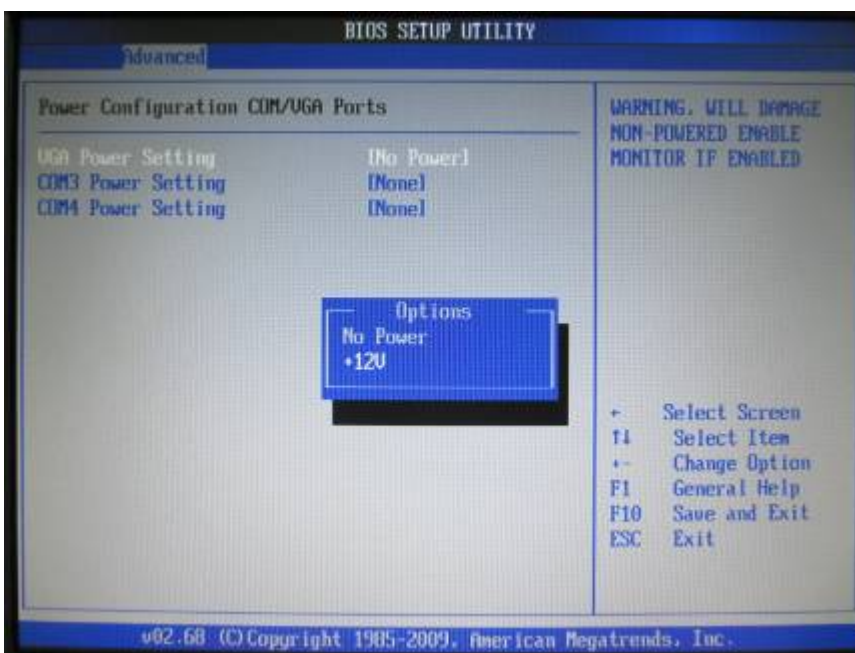 BIOS SETUP UTILITY
Advanced
Power Configuration COM/VGA Ports
VGA Power Setting [No Power]
COM3 Power Setting [None]
COM4 Power Setting [None]
Options
No Power
+12V
WARNING, WILL DAMAGE
NON-POWERED ENABLE
MONITOR IF ENABLED
← Select Screen
↑↓ Select Item
+- Change Option
F1 General Help
F10 Save and Exit
ESC Exit
v02.68 (C)Copyright 1985-2009, American Megatrends, Inc.